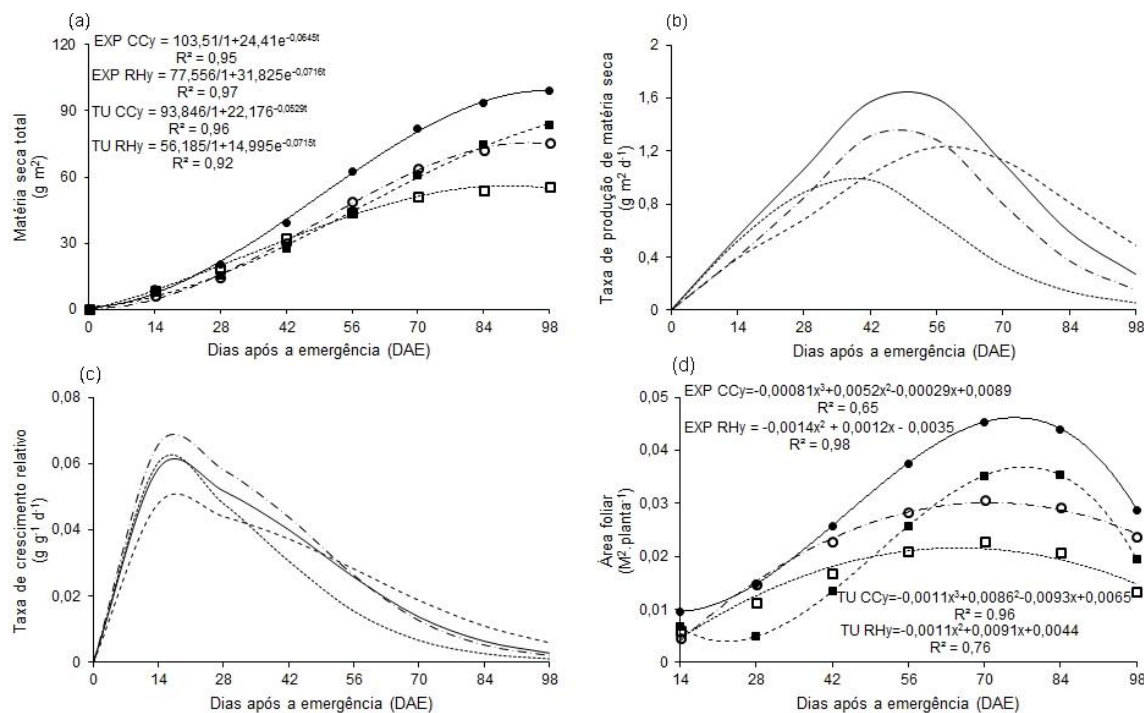 (a)
EXP CCy = 103,51/1+24,41e-0,0645t
R² = 0,95
EXP RHy = 77,556/1+31,825e-0,0716t
R² = 0,97
TU CCy = 93,846/1+22,176-0,0529t
R² = 0,96
TU RHy = 56,185/1+14,995e-0,0715t
R² = 0,92
Matéria seca total
(g m²)
120
90
60
30
0
0 14 28 42 56 70 84 98
Dias após a emergência (DAE)
(b)
Taxa de produção de matéria seca
(g m² d-¹)
2
1,6
1,2
0,8
0,4
0
0 14 28 42 56 70 84 98
Dias após a emergência (DAE)
(c)
Taxa de crescimento relativo
(g g-¹ d-¹)
0,08
0,06
0,04
0,02
0
0 14 28 42 56 70 84 98
Dias após a emergência (DAE)
(d)
EXP CCy=-0,00081x³+0,0052x²-0,00029x+0,0089
R² = 0,65
EXP RHy = -0,0014x² + 0,0012x - 0,0035
R² = 0,98
Área foliar
(M². planta-¹)
0,05
0,04
0,03
0,02
0,01
0
TU CCy=-0,0011x³+0,0086²-0,0093x+0,0065
R² = 0.96
TU RHy=-0,0011x²+0,0091x+0,0044
R² = 0,76
14 28 42 56 70 84 98
Dias após a emergência (DAE)